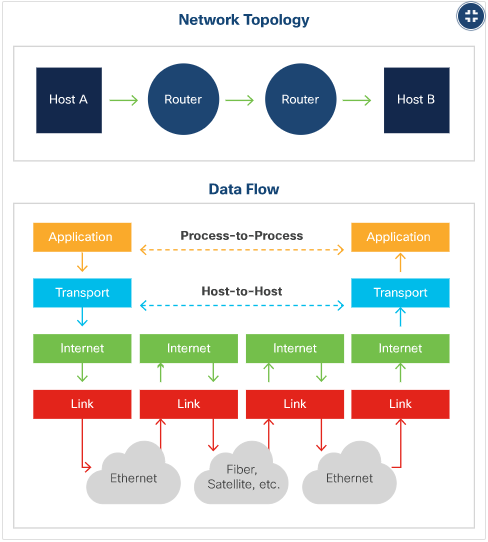 Network Topology
Host A
Router
Router
Host B
Data Flow
Application
Process-to-Process
Application
Transport
Host-to-Host
Transport
Internet
Internet
Internet
Internet
Link
Link
Link
Link
Ethernet
Fiber,
Satellite, etc.
Ethernet